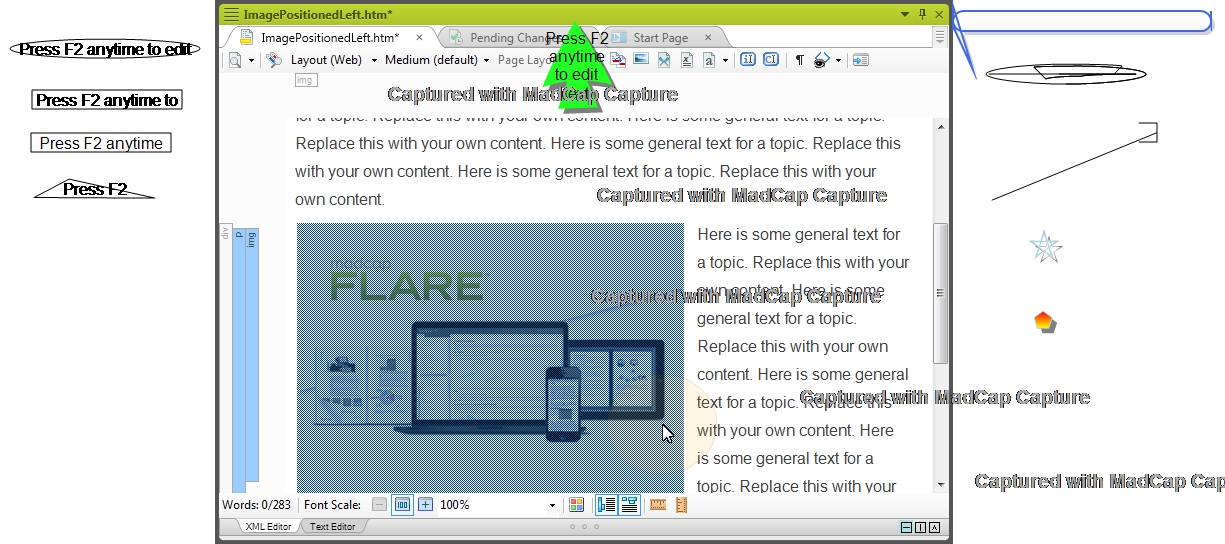 Press F2 anytime to edit
Press F2 anytime to
Press F2 anytime
Press F2
ImagePositionedLeft.htm*
ImagePositionedLeft.htm*
Pending Chan
Start Page
Press F2
anytime
to edit
Layout (Web)
Medium (default)
Page Layo
img
Captured with MadCap Capture
for a topic. Replace this with your own content. Here is some general text for a topic.
Replace this with your own content. Here is some general text for a topic. Replace this
with your own content. Here is some general text for a topic. Replace this with your
own content.
Captured with MadCap Capture
div
p
img
FLARE
Here is some general text for
a topic. Replace this with your
own content. Here is some
Captured with MadCap Capture
general text for a topic.
Replace this with your own
content. Here is some general
text for a topic. Replace this
Captured with MadCap Capture
with your own content. Here
is some general text for a
topic. Replace this with your
Captured with MadCap Cap
Words: 0/283
Font Scale:
100
100%
XML Editor
Text Editor